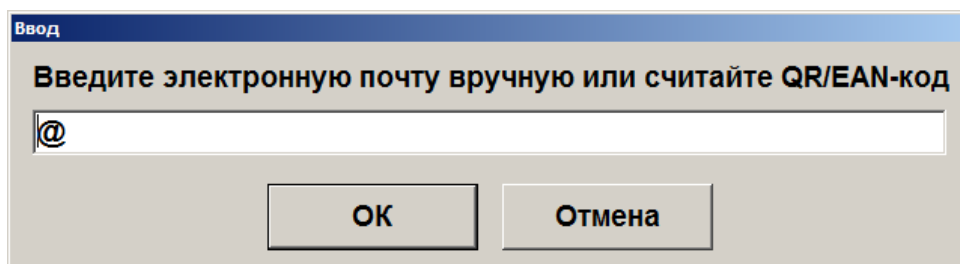 Ввод
Введите электронную почту вручную или считайте QR/EAN-код
@
ОК
Отмена